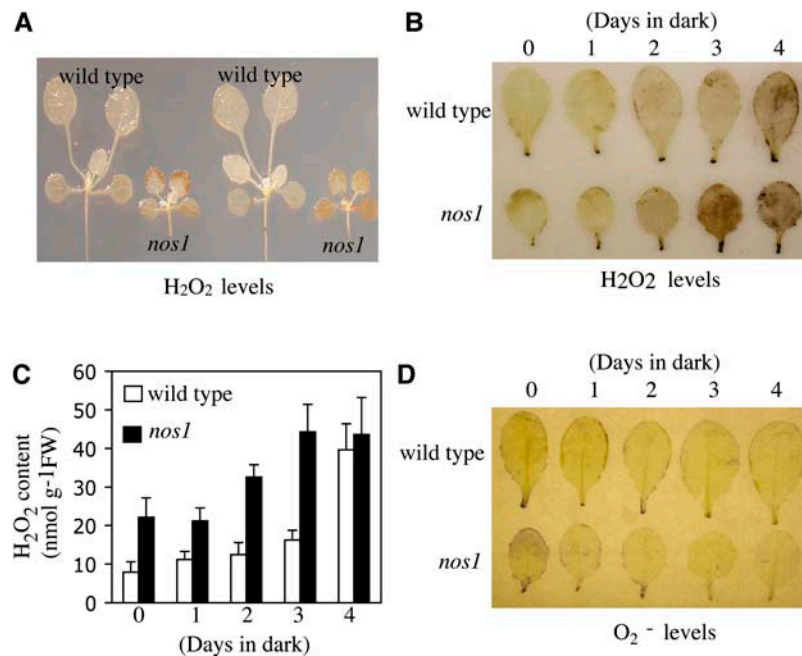 A
wild type
wild type
nos1
nos1
H₂O₂ levels
B
(Days in dark)
0 1 2 3 4
wild type
nos1
H2O2 levels
C
H₂O₂ content
(nmol g-1FW)
60
50
40
30
20
10
0
wild type
nos1
0 1 2 3 4
(Days in dark)
D
(Days in dark)
0 1 2 3 4
wild type
nos1
O₂ - levels